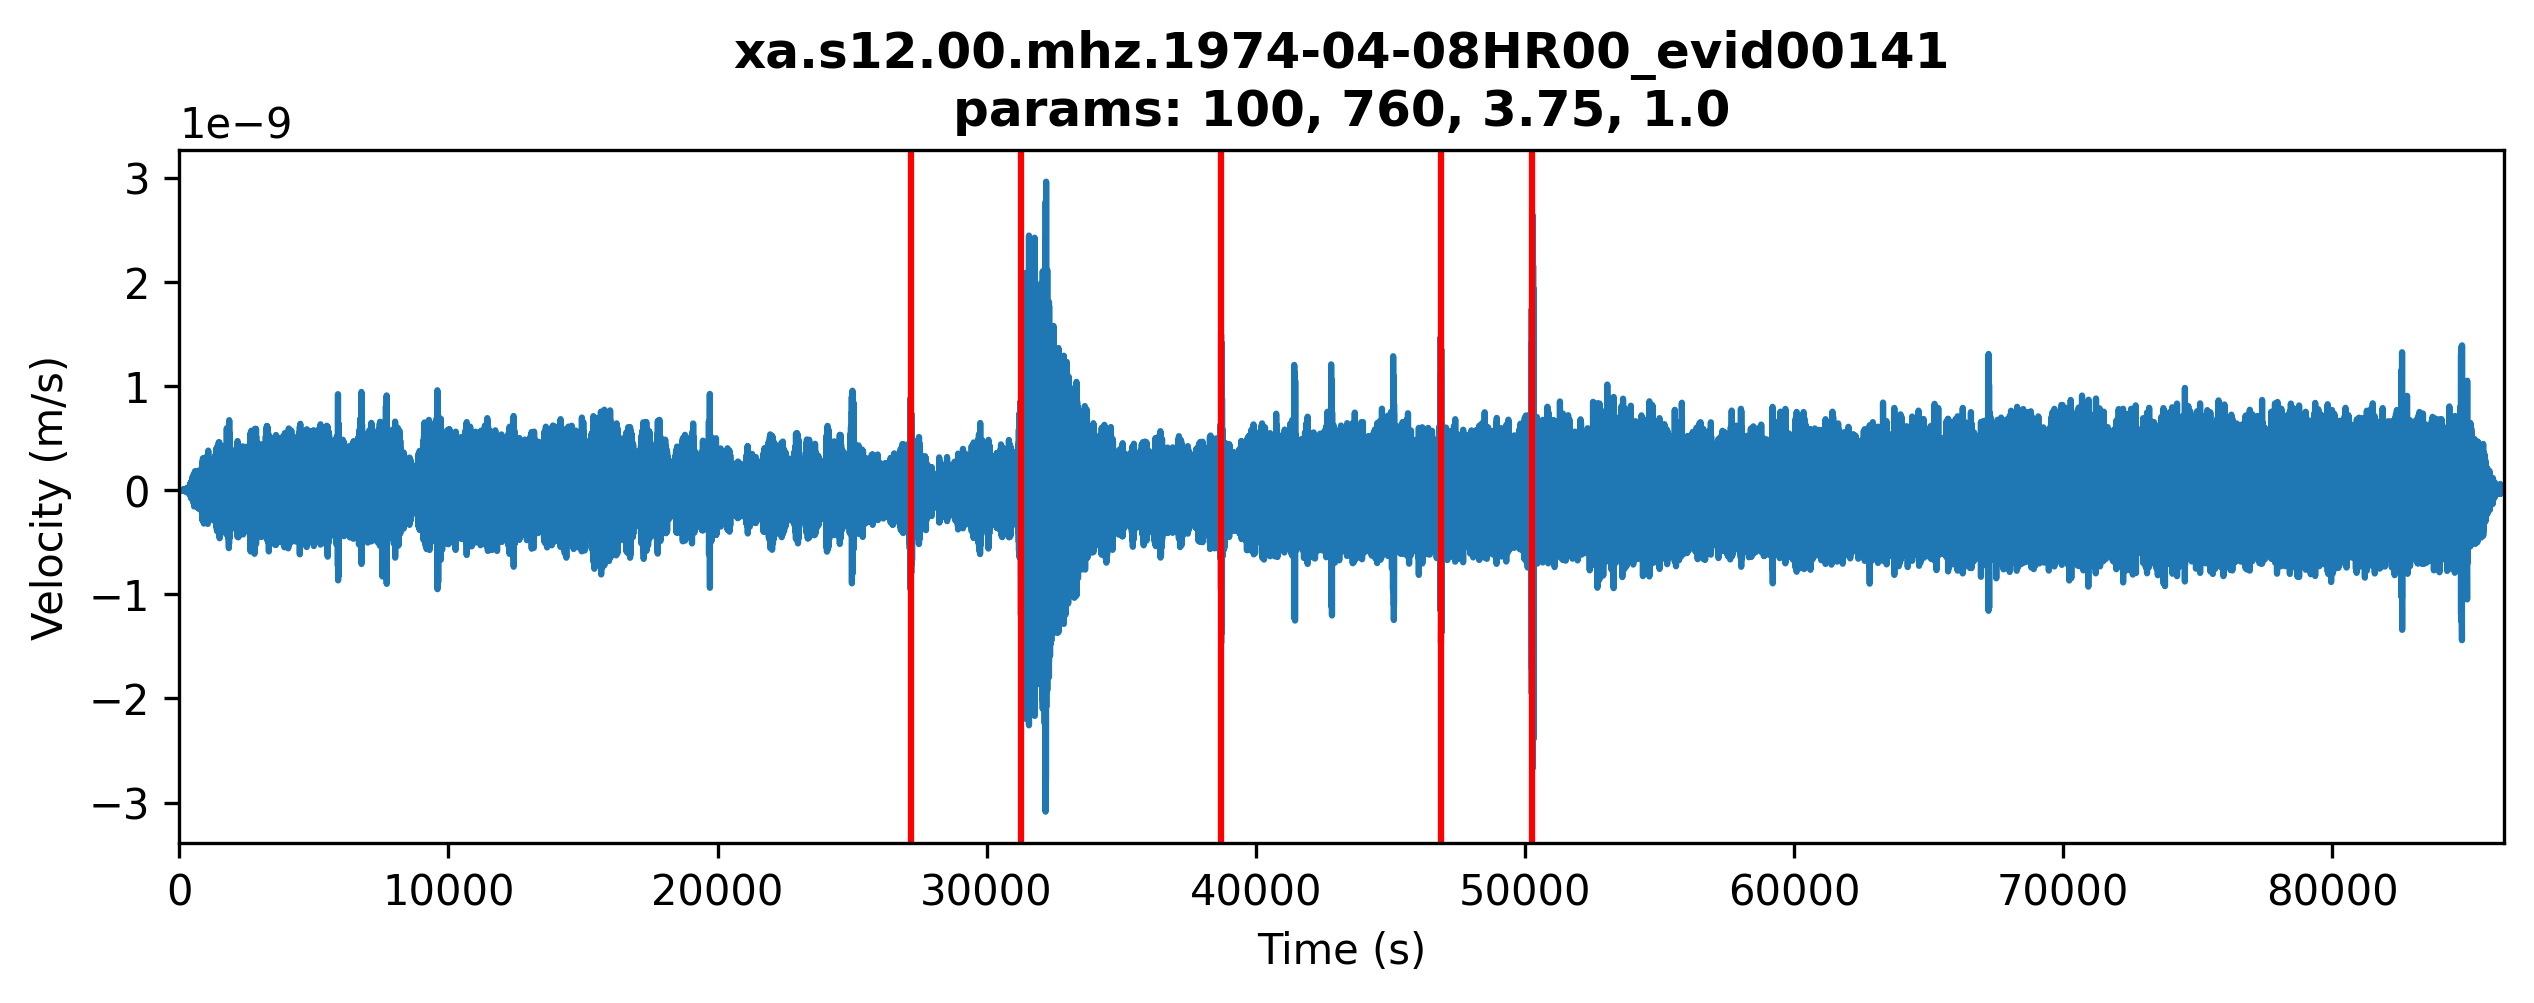 xa.s12.00.mhz.1974-04-08HR00_evid00141
params: 100, 760, 3.75, 1.0
1e−9
3
2
1
0
−1
−2
−3
Velocity (m/s)
0 10000 20000 30000 40000 50000 60000 70000 80000
Time (s)